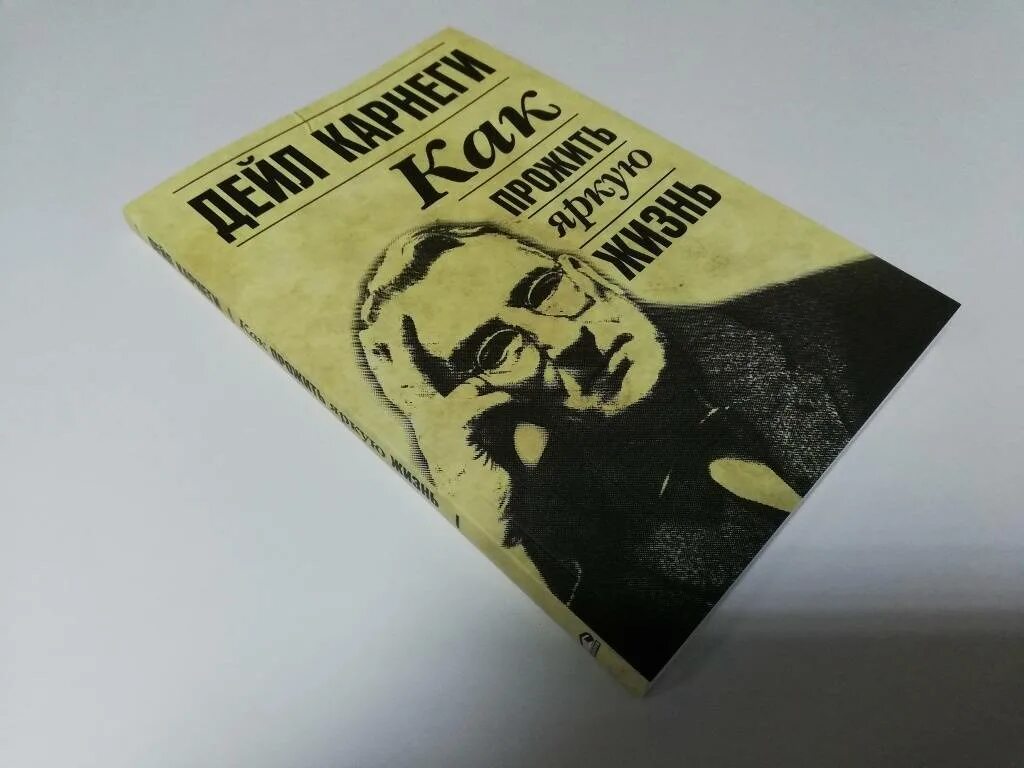 ДЕЙЛ КАРНЕГИ
Как
ПРОЖИТЬ
яркую
ЖИЗНЬ
ДЕЙЛ КАРНЕГИ | Как ПРОЖИТЬ яркую ЖИЗНЬ |